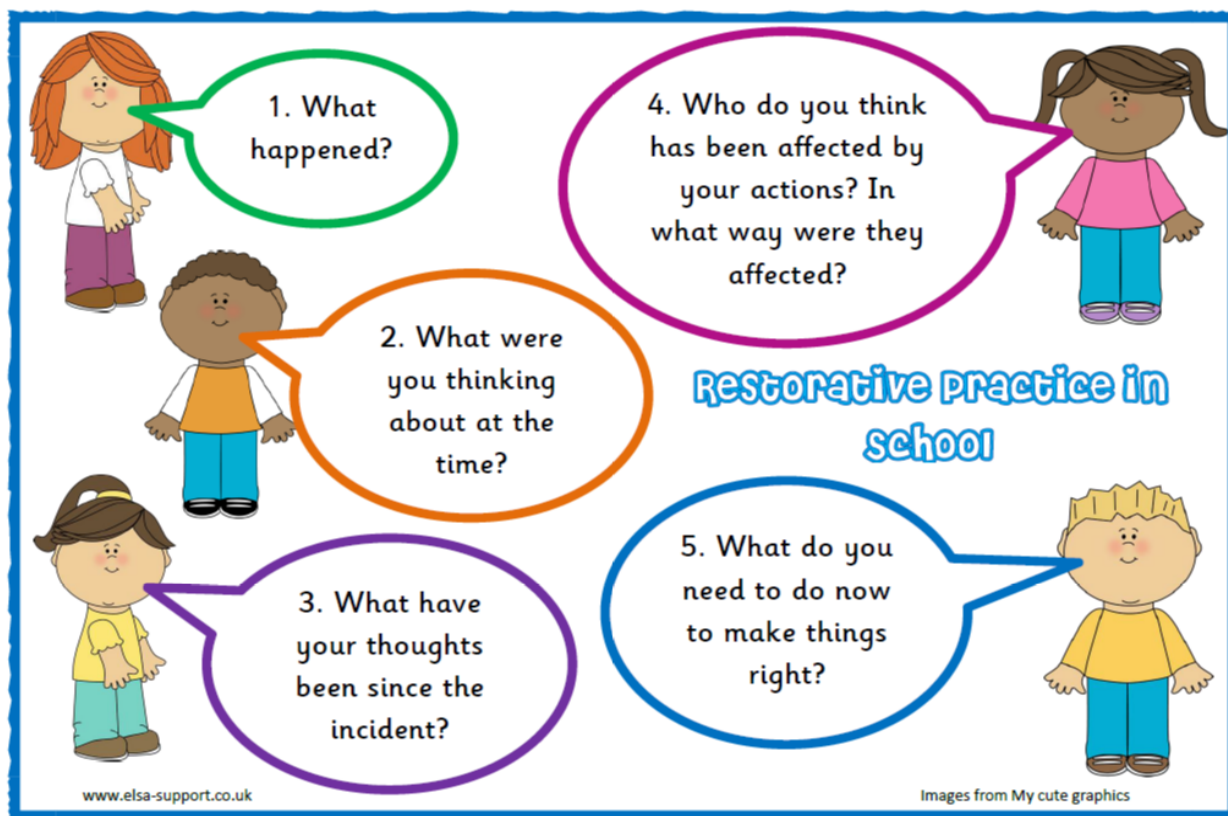 1. What
happened?
2. What were
you thinking
about at the
time?
3. What have
your thoughts
been since the
incident?
4. Who do you think
has been affected by
your actions? In
what way were they
affected?
Restorative Practice in
school
5. What do you
need to do now
to make things
right?
www.elsa-support.co.uk
Images from My cute graphics